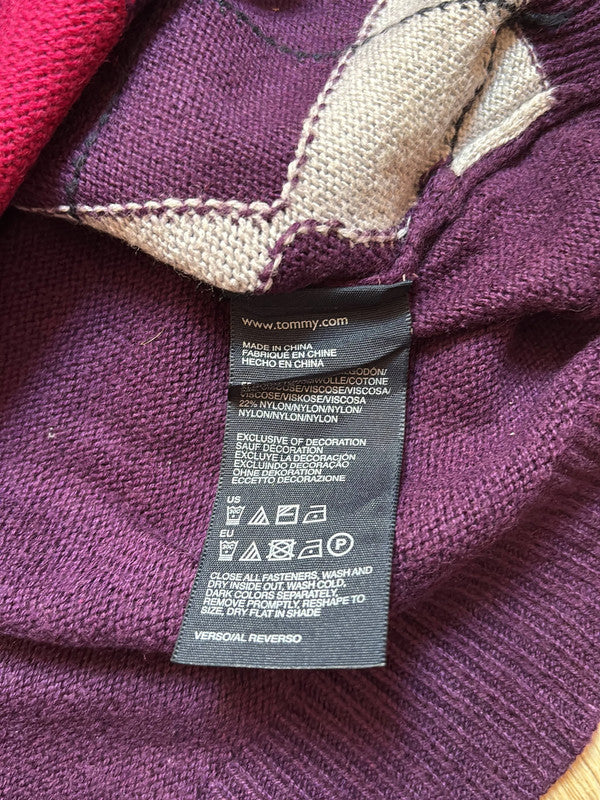 www.tommy.com
MADE IN CHINA
FABRIQUÉ EN CHINE
HECHO EN CHINA
VISCOSE/VISKOSE/VISCOSA
22% NYLON/NYLON/NYLON/
NYLON/NYLON/NYLON
EXCLUSIVE OF DECORATION
SAUF DÉCORATION
EXCLUYE LA DECORACIÓN
EXCLUINDO DECORAÇÃO
OHNE DEKORATION
ECCETTO DECORAZIONE
US
EU
P
CLOSE ALL FASTENERS, WASH AND
DRY INSIDE OUT, WASH COLD,
DARK COLORS SEPARATELY,
REMOVE PROMPTLY, RESHAPE TO
SIZE, DRY FLAT IN SHADE
VERSO/AL REVERSO